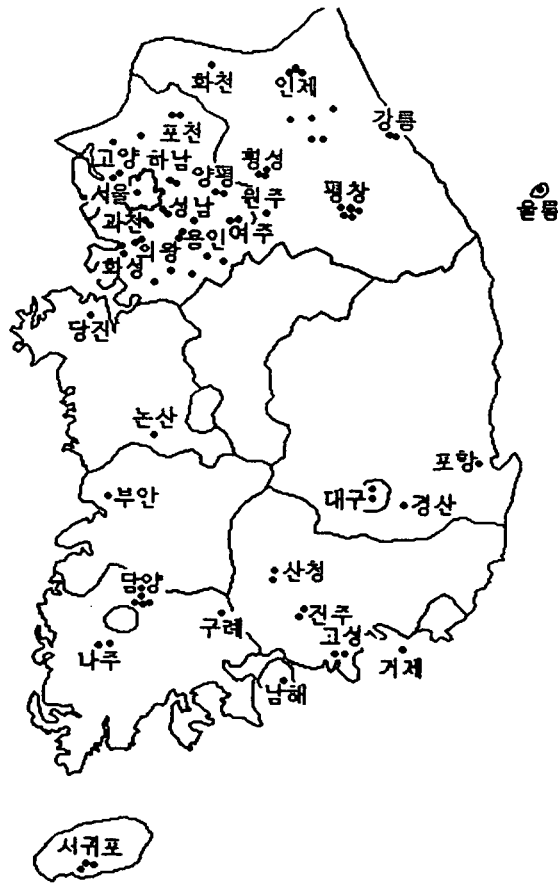 화천
인제
강릉
포천
고양
하남
횡성
양평
서울
원주
평창
울릉
성남
과천
여주
용인
의왕
화성
당진
논산
포항
부안
대구
경산
산청
담양
진주
구례
고성
나주
거제
남해
서귀포